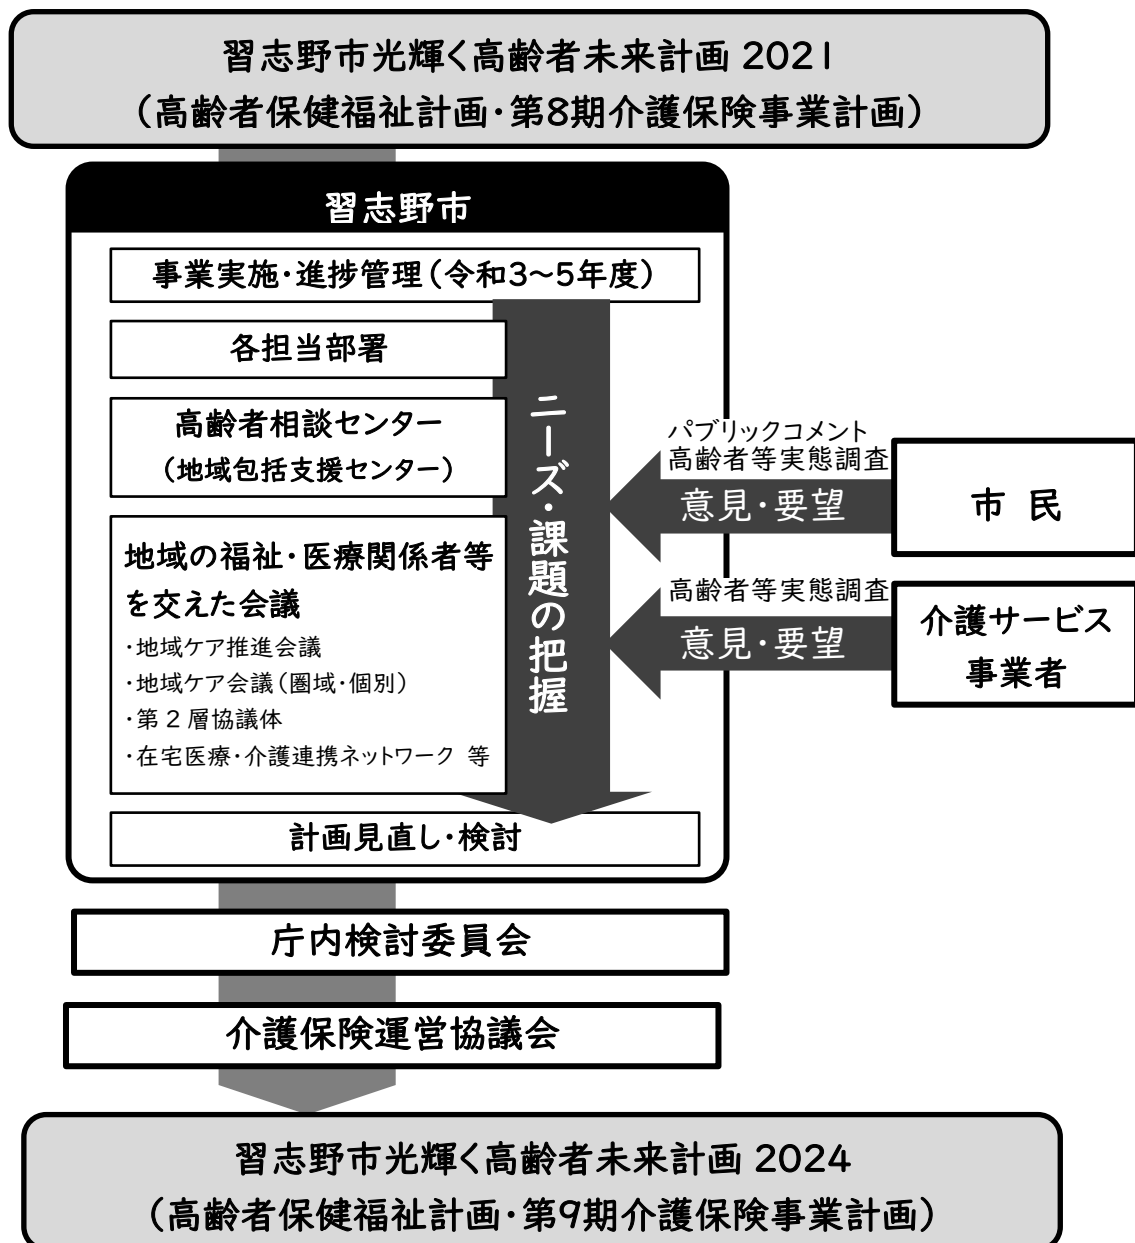 習志野市光輝く高齢者未来計画 2021
（高齢者保健福祉計画・第8期介護保険事業計画）
習志野市
事業実施・進捗管理（令和3～5年度）
各担当部署
高齢者相談センター
（地域包括支援センター）
地域の福祉・医療関係者等
を交えた会議
・地域ケア推進会議
・地域ケア会議（圏域・個別）
・第２層協議体
・在宅医療・介護連携ネットワーク 等
ニーズ・課題の把握
パブリックコメント
高齢者等実態調査
意見・要望
市 民
高齢者等実態調査
意見・要望
介護サービス
事業者
計画見直し・検討
庁内検討委員会
介護保険運営協議会
習志野市光輝く高齢者未来計画 2024
（高齢者保健福祉計画・第9期介護保険事業計画）